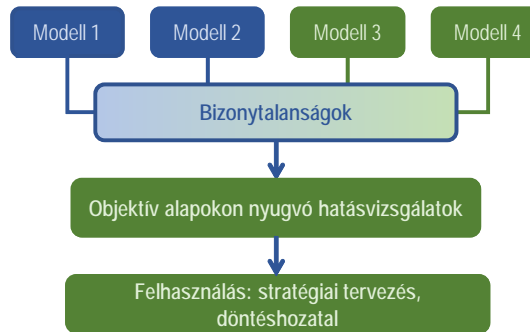 Modell 1 Modell 2 Modell 3 Modell 4
Bizonytalanságok
Objektív alapokon nyugvó hatásvizsgálatok
Felhasználás: stratégiai tervezés,
döntéshozatal